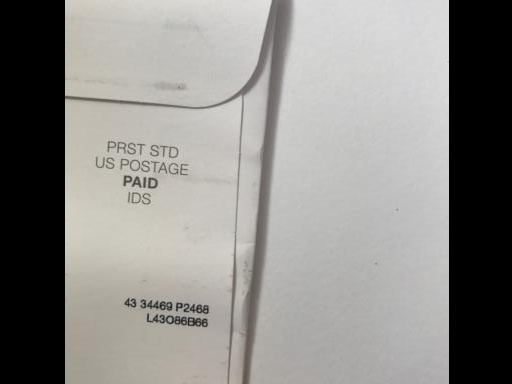 PRST STD
US POSTAGE
PAID
IDS
43 34469 P2468
L43O86B66